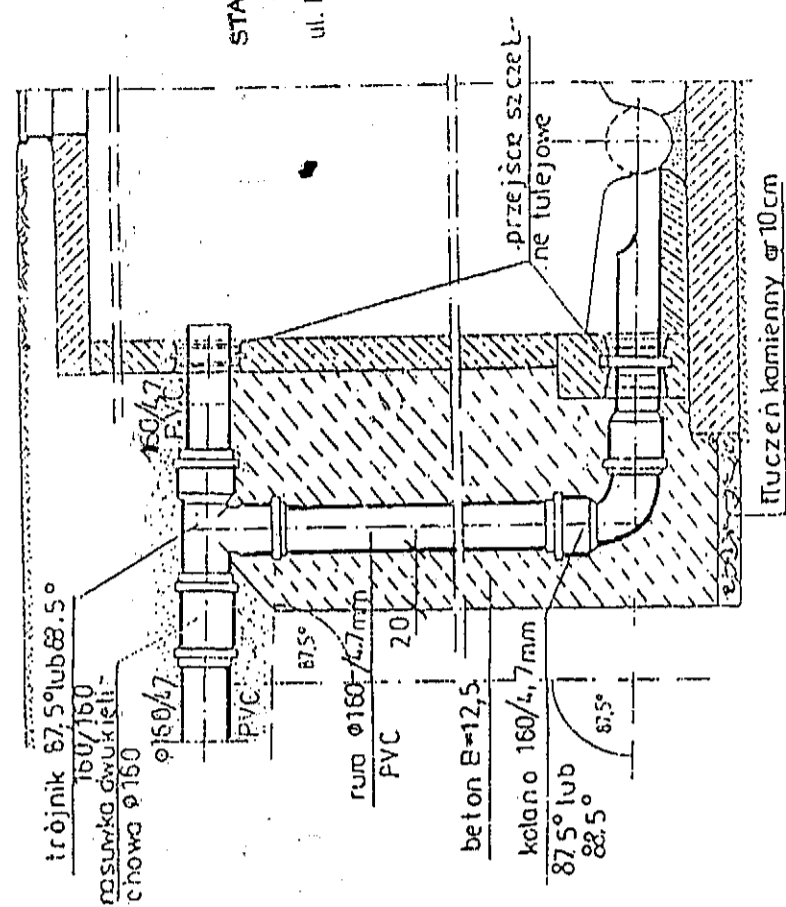 STA
ul.
przejście szczel-
ne tulejowe
160/4,7
PVC
trójnik 87,5° lub 88,5°
160/160
nasuwka dwukieli-
chowa φ160
φ160/4,7
PVC
87,5°
rura φ160-/4,7mm
PVC
20
beton B=12,5
kolano 160/4,7mm
87,5° lub
88,5°
87,5°
tłuczeń kamienny gr 10cm